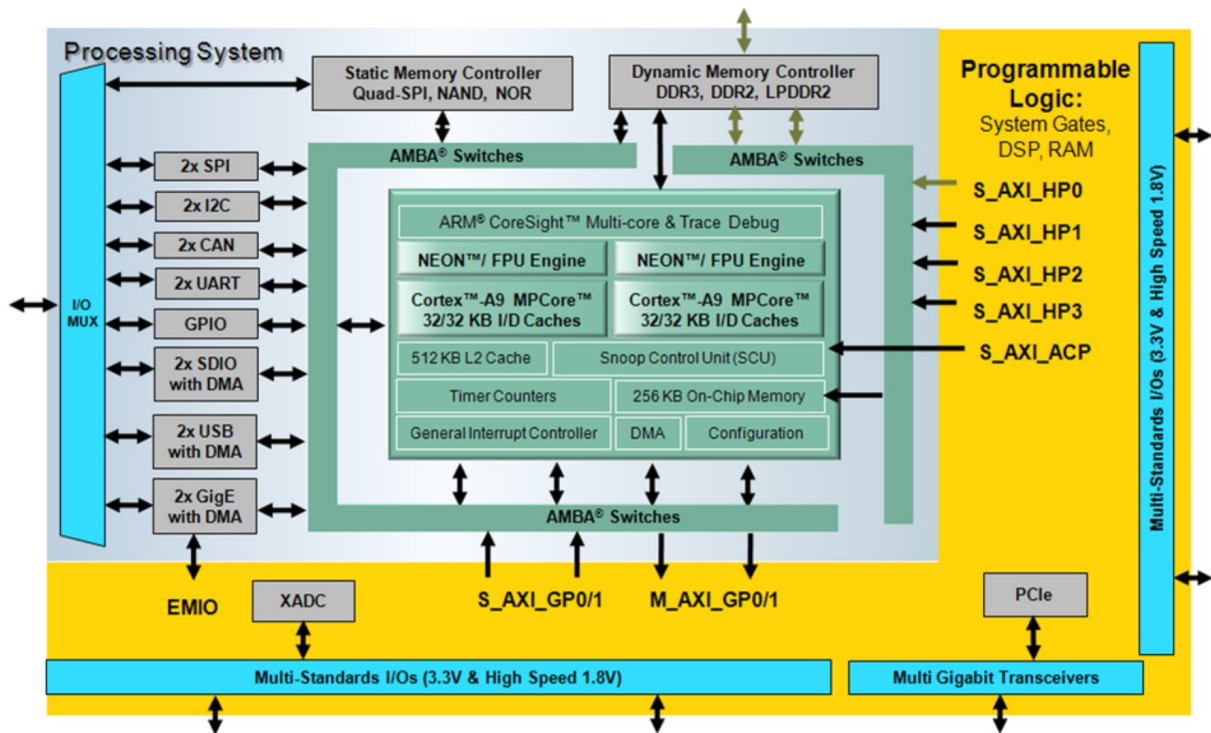 Processing System
Static Memory Controller
Quad-SPI, NAND, NOR
Dynamic Memory Controller
DDR3, DDR2, LPDDR2
Programmable
Logic:
System Gates,
DSP, RAM
AMBA® Switches
AMBA® Switches
2x SPI
2x I2C
2x CAN
2x UART
GPIO
2x SDIO
with DMA
2x USB
with DMA
2x GigE
with DMA
I/O
MUX
ARM® CoreSight™ Multi-core & Trace Debug
NEON™/ FPU Engine
NEON™/ FPU Engine
Cortex™-A9 MPCore™
32/32 KB I/D Caches
Cortex™-A9 MPCore™
32/32 KB I/D Caches
512 KB L2 Cache
Snoop Control Unit (SCU)
Timer Counters
256 KB On-Chip Memory
General Interrupt Controller
DMA
Configuration
AMBA® Switches
S_AXI_HP0
S_AXI_HP1
S_AXI_HP2
S_AXI_HP3
S_AXI_ACP
Multi-Standards I/Os (3.3V & High Speed 1.8V)
EMIO
XADC
S_AXI_GP0/1
M_AXI_GP0/1
PCIe
Multi-Standards I/Os (3.3V & High Speed 1.8V)
Multi Gigabit Transceivers